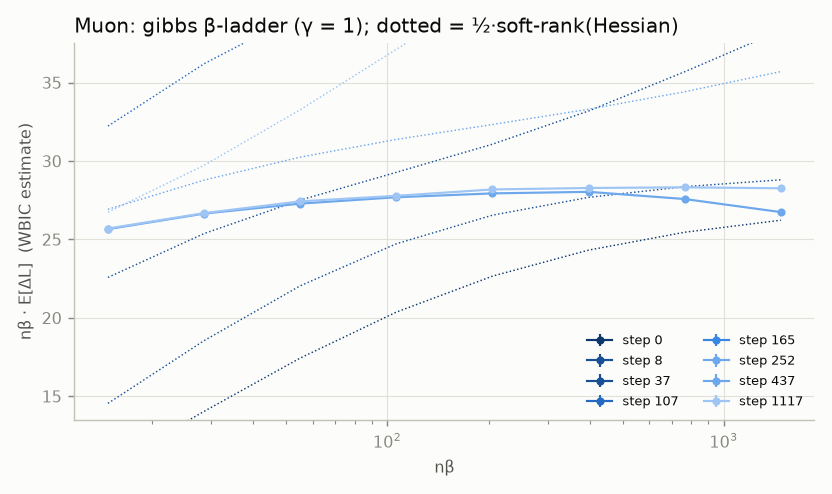 Muon: gibbs β-ladder (γ = 1); dotted = ½·soft-rank(Hessian)
35
30
25
20
15
nβ · E[ΔL]  (WBIC estimate)
step 0
step 8
step 37
step 107
step 165
step 252
step 437
step 1117
10²
10³
nβ